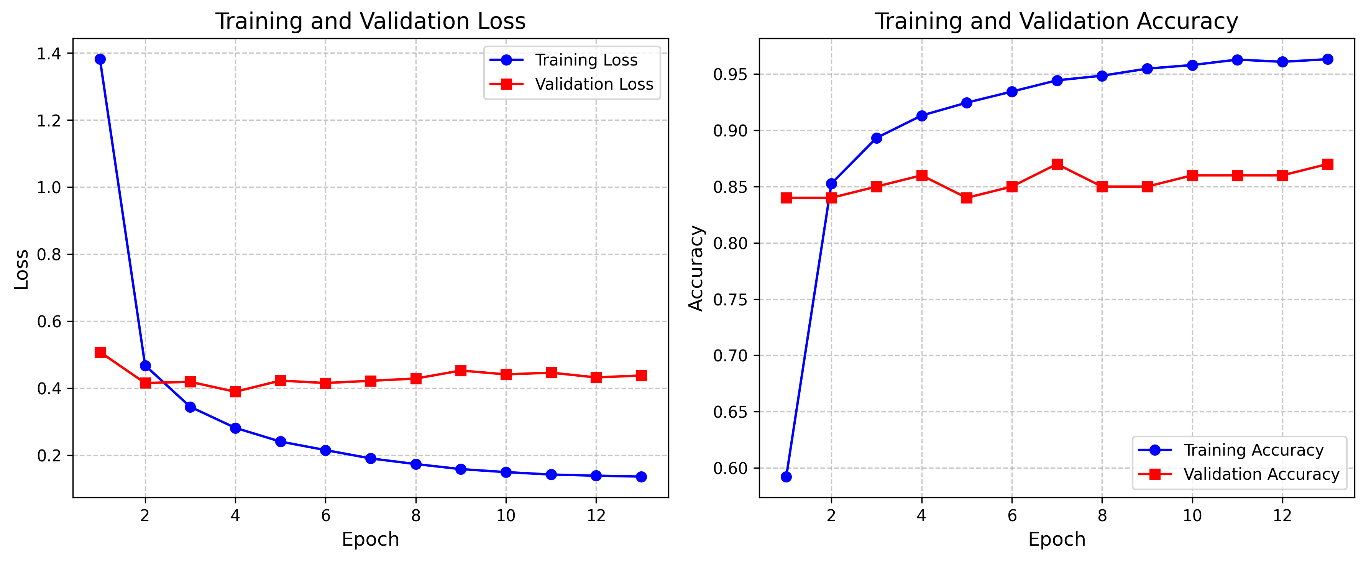 Training and Validation Loss
1.4
1.2
1.0
0.8
0.6
0.4
0.2
Loss
Training Loss
Validation Loss
2 4 6 8 10 12
Epoch
Training and Validation Accuracy
0.95
0.90
0.85
0.80
0.75
0.70
0.65
0.60
Accuracy
Training Accuracy
Validation Accuracy
2 4 6 8 10 12
Epoch